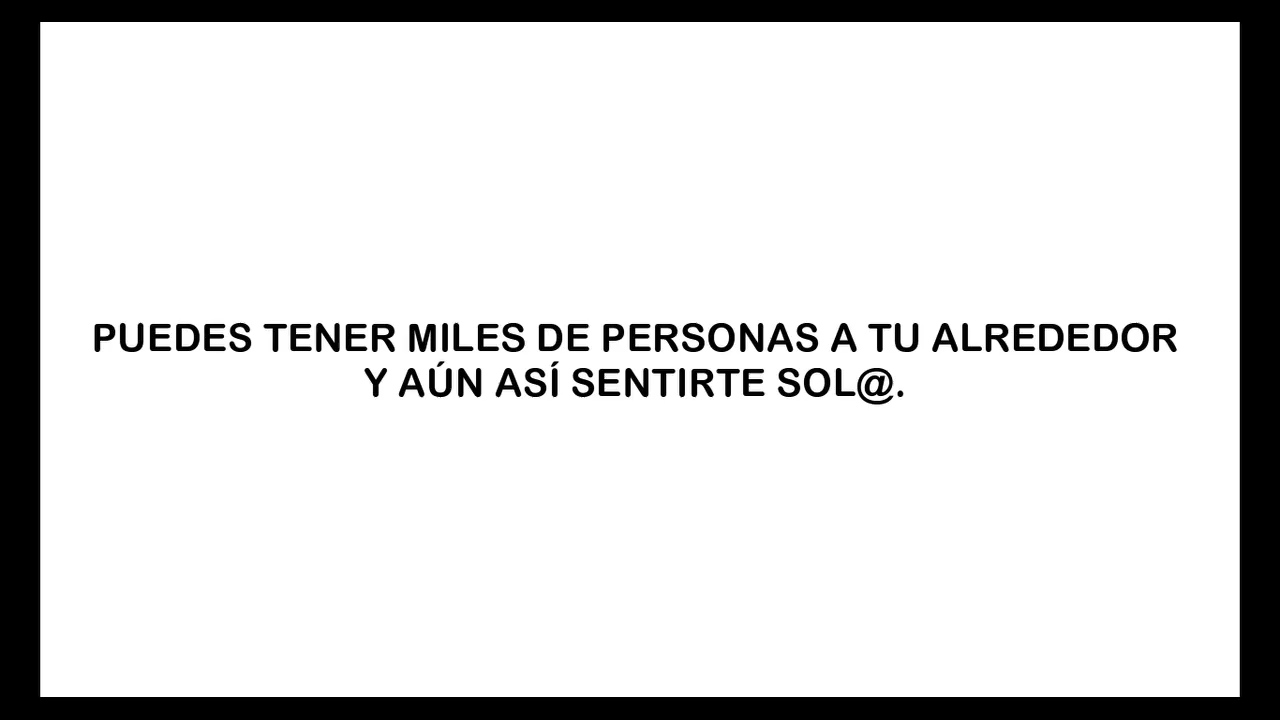 PUEDES TENER MILES DE PERSONAS A TU ALREDEDOR
Y AÚN ASÍ SENTIRTE SOL@.